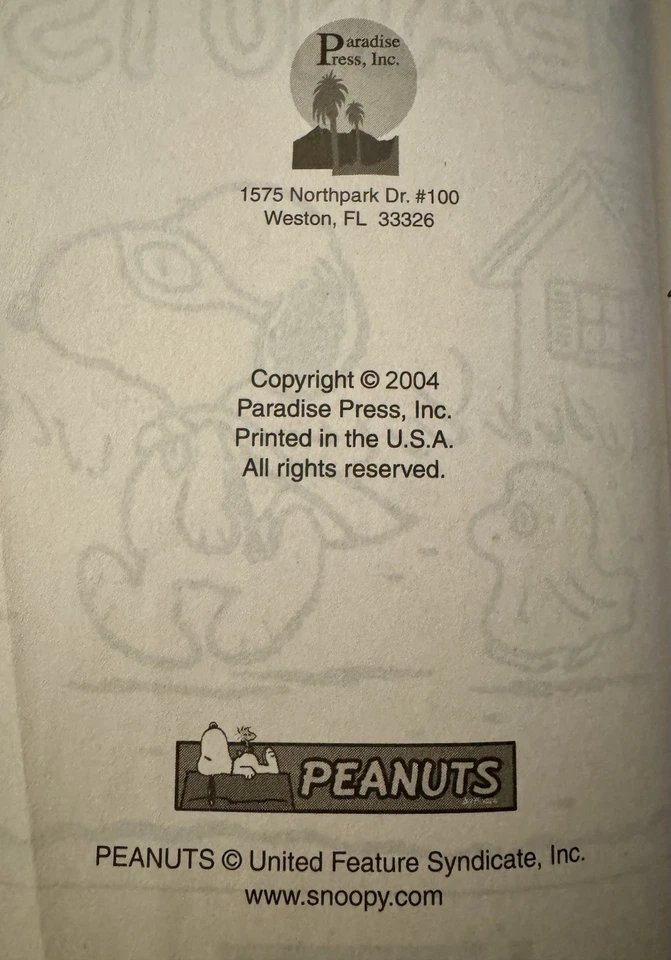 Paradise
Press, Inc.
1575 Northpark Dr. #100
Weston, FL 33326
Copyright © 2004
Paradise Press, Inc.
Printed in the U.S.A.
All rights reserved.
PEANUTS
PEANUTS © United Feature Syndicate, Inc.
www.snoopy.com